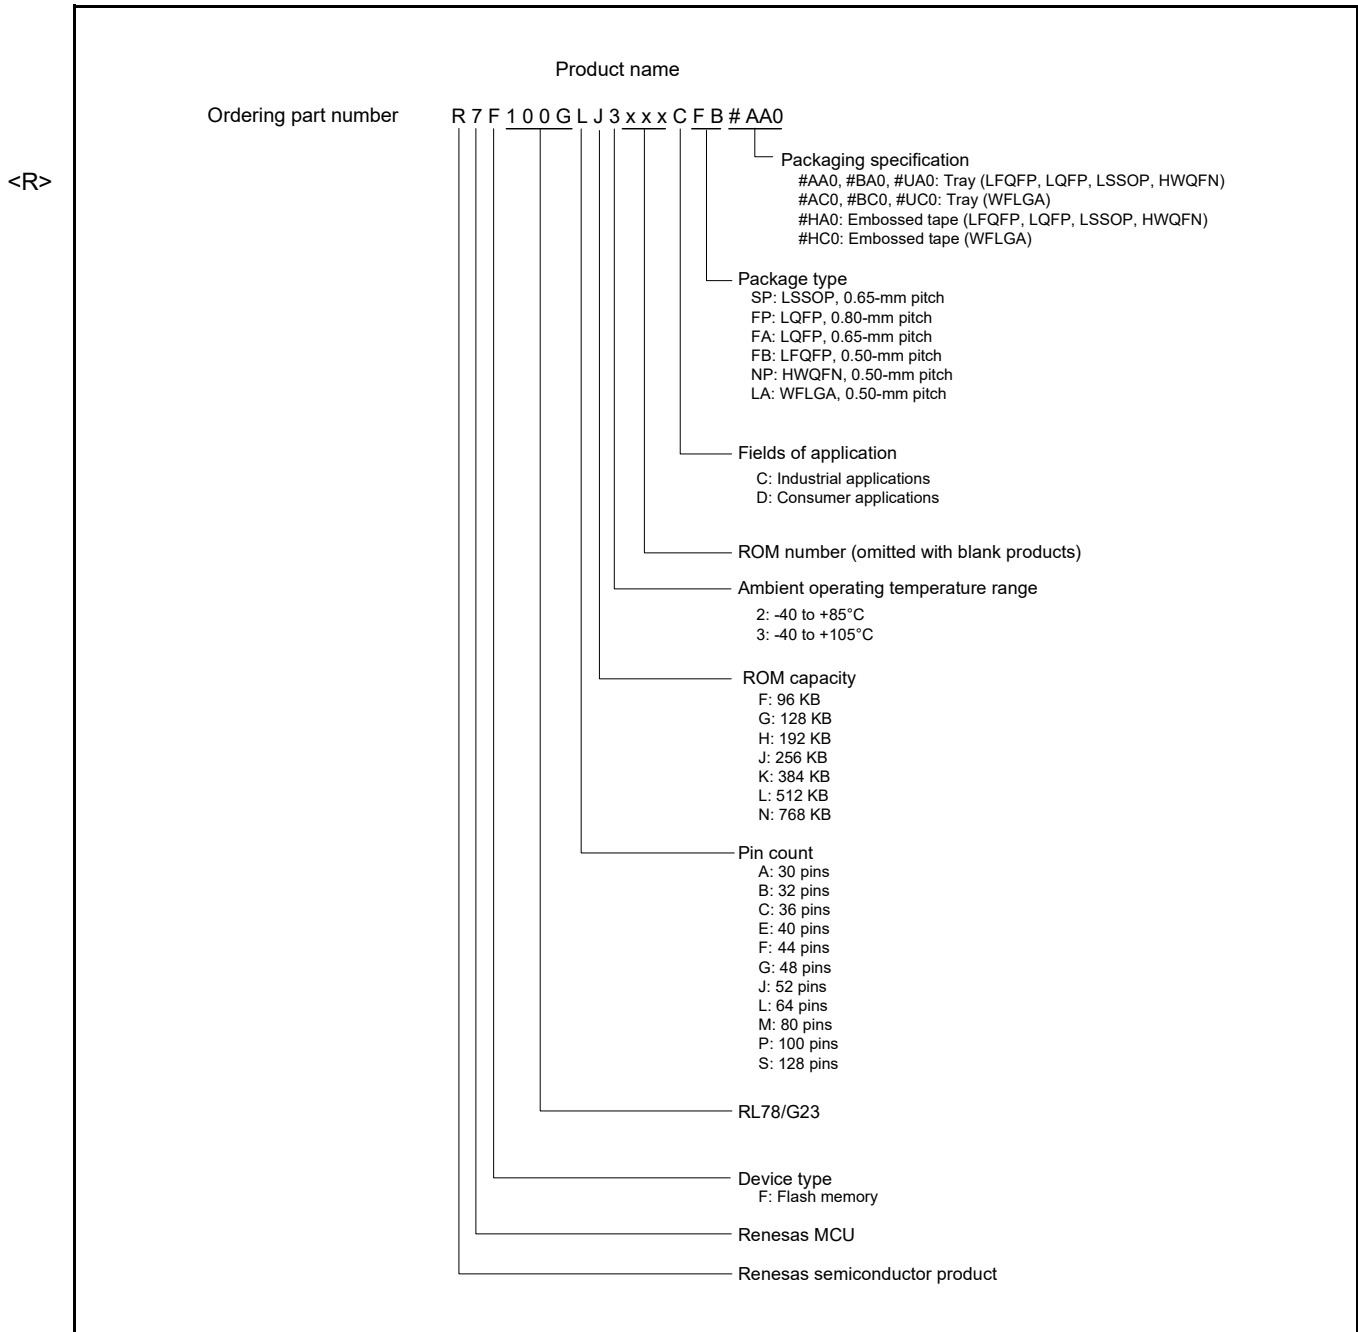 Product name
Ordering part number R 7 F 1 0 0 G L J 3 x x x C F B # AA0
<R>
Packaging specification
#AA0, #BA0, #UA0: Tray (LFQFP, LQFP, LSSOP, HWQFN)
#AC0, #BC0, #UC0: Tray (WFLGA)
#HA0: Embossed tape (LFQFP, LQFP, LSSOP, HWQFN)
#HC0: Embossed tape (WFLGA)
Package type
SP: LSSOP, 0.65-mm pitch
FP: LQFP, 0.80-mm pitch
FA: LQFP, 0.65-mm pitch
FB: LFQFP, 0.50-mm pitch
NP: HWQFN, 0.50-mm pitch
LA: WFLGA, 0.50-mm pitch
Fields of application
C: Industrial applications
D: Consumer applications
ROM number (omitted with blank products)
Ambient operating temperature range
2: -40 to +85°C
3: -40 to +105°C
ROM capacity
F: 96 KB
G: 128 KB
H: 192 KB
J: 256 KB
K: 384 KB
L: 512 KB
N: 768 KB
Pin count
A: 30 pins
B: 32 pins
C: 36 pins
E: 40 pins
F: 44 pins
G: 48 pins
J: 52 pins
L: 64 pins
M: 80 pins
P: 100 pins
S: 128 pins
RL78/G23
Device type
F: Flash memory
Renesas MCU
Renesas semiconductor product